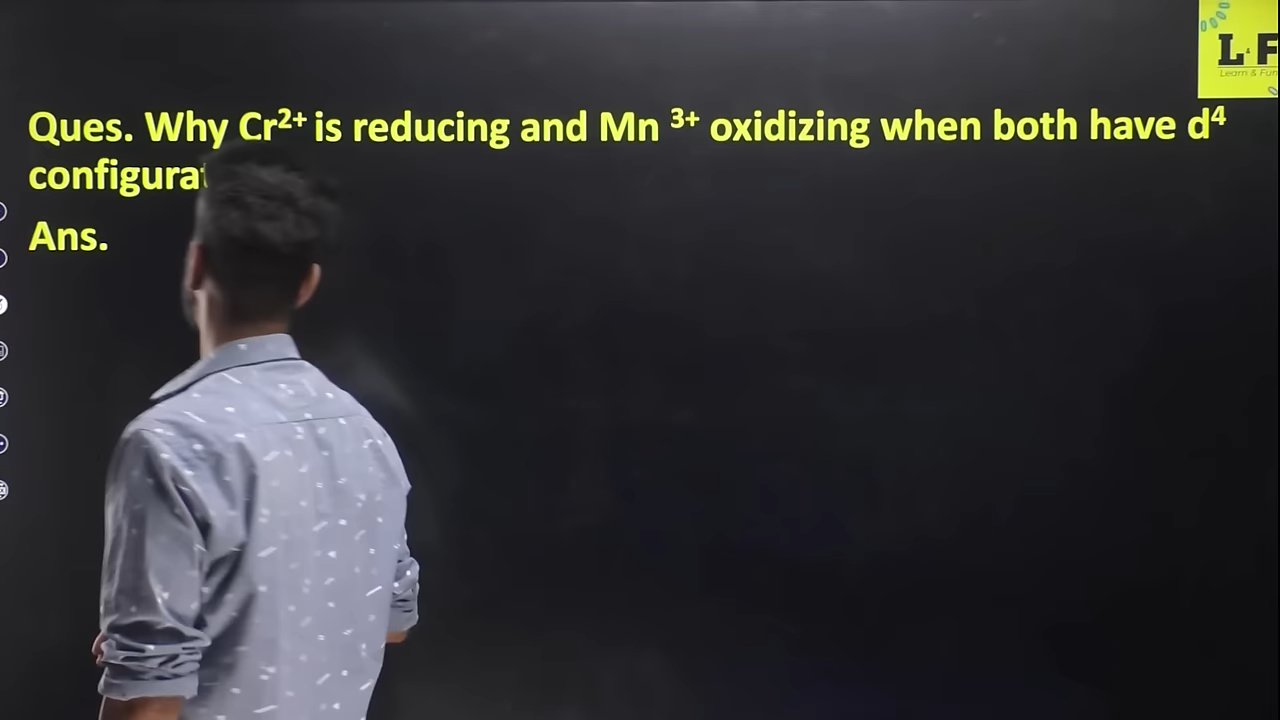 L&F
Learn & Fun
Ques. Why Cr²⁺ is reducing and Mn ³⁺ oxidizing when both have d⁴
configurat
Ans.